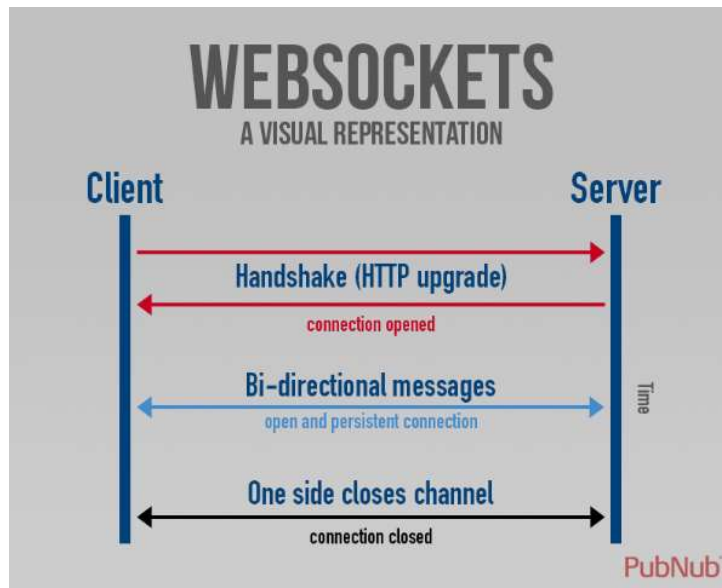 WEBSOCKETS
A VISUAL REPRESENTATION
Client
Server
Handshake (HTTP upgrade)
connection opened
Bi-directional messages
open and persistent connection
Time
One side closes channel
connection closed
PubNub